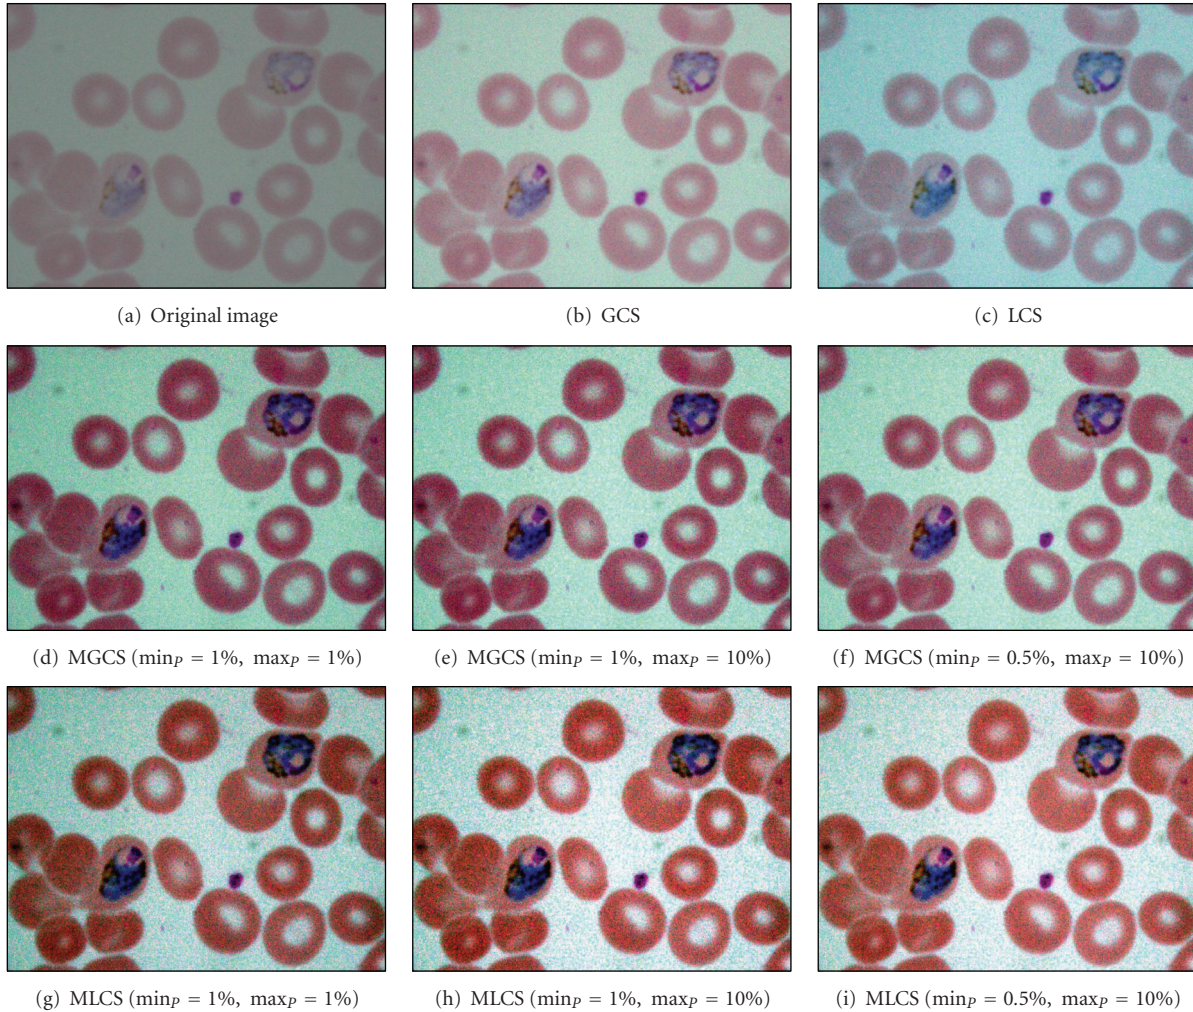 (a) Original image
(b) GCS
(c) LCS
(d) MGCS (minP = 1%, maxP = 1%)
(e) MGCS (minP = 1%, maxP = 10%)
(f) MGCS (minP = 0.5%, maxP = 10%)
(g) MLCS (minP = 1%, maxP = 1%)
(h) MLCS (minP = 1%, maxP = 10%)
(i) MLCS (minP = 0.5%, maxP = 10%)